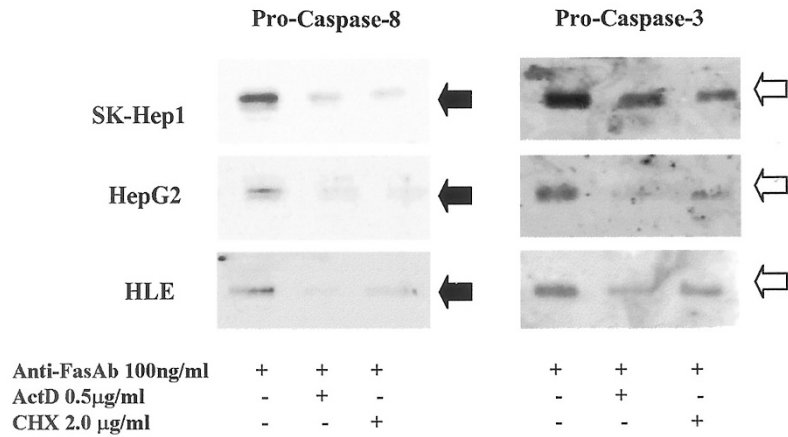 Pro-Caspase-8 Pro-Caspase-3
SK-Hep1
HepG2
HLE
Anti-FasAb 100ng/ml + + + + + +
ActD 0.5μg/ml - + - - + -
CHX 2.0 μg/ml - - + - - +